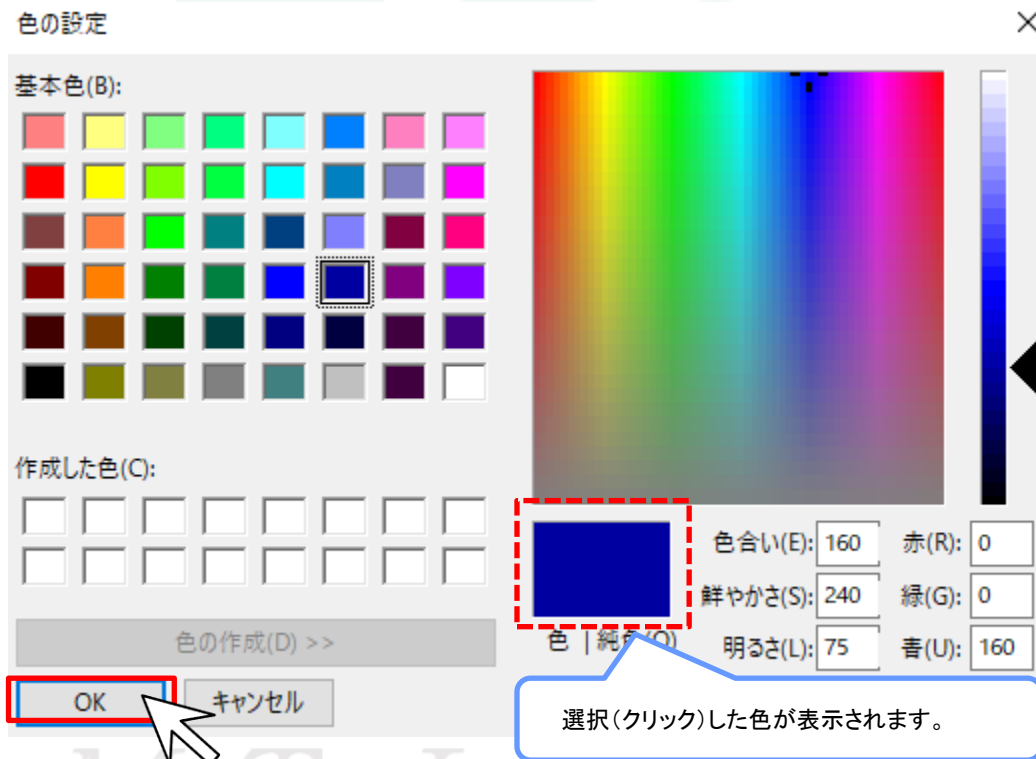 色の設定
基本色(B):
作成した色(C):
色の作成(D) >>
OK
キャンセル
色 | 純色(O)
色合い(E): 160
赤(R): 0
鮮やかさ(S): 240
緑(G): 0
明るさ(L): 75
青(U): 160
選択(クリック)した色が表示されます。